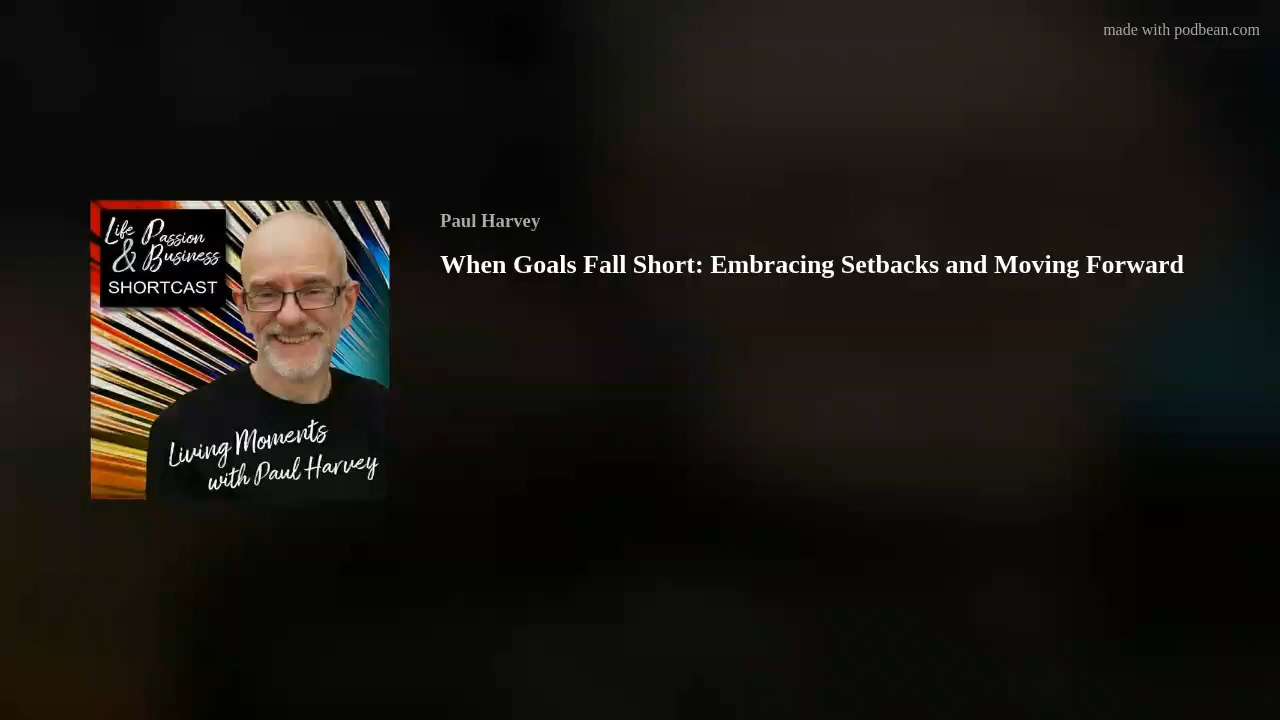 made with podbean.com
Life Passion
& Business
SHORTCAST
Living Moments
with Paul Harvey
Paul Harvey
When Goals Fall Short: Embracing Setbacks and Moving Forward